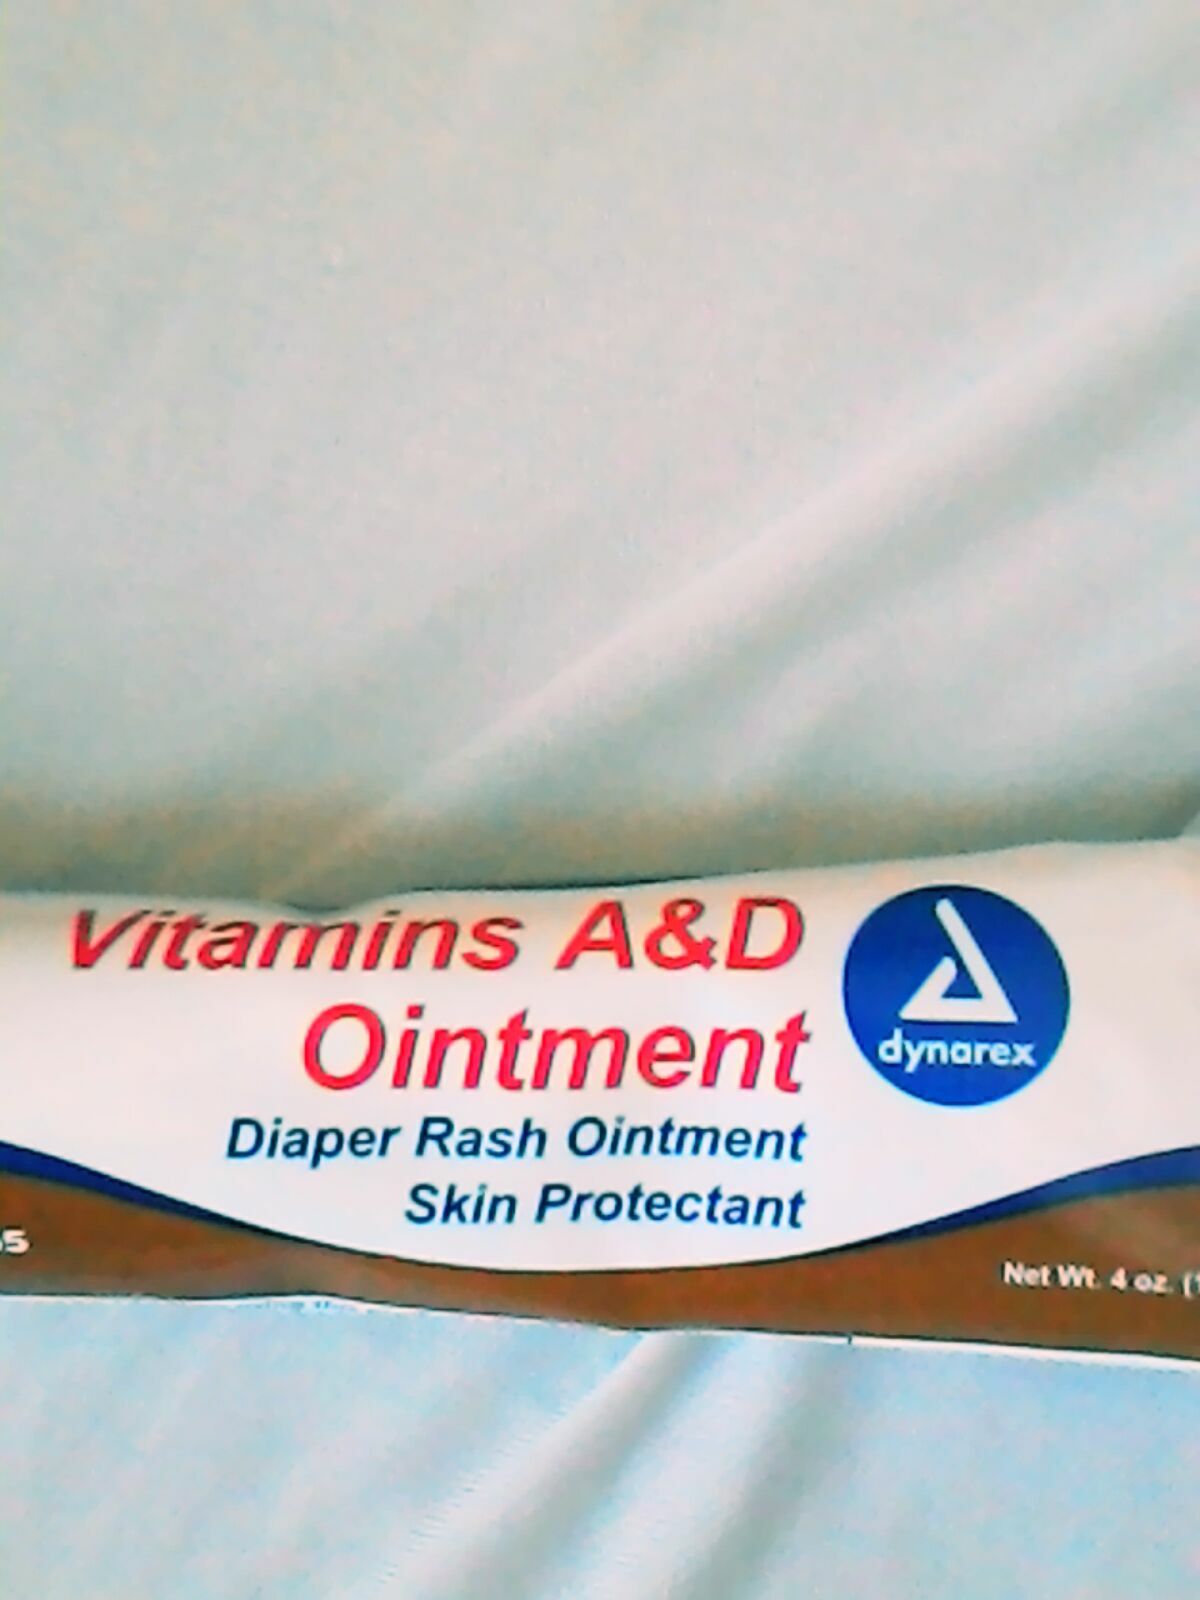 Vitamins A&D
Ointment
Diaper Rash Ointment
Skin Protectant
dynarex
Net Wt. 4 oz.